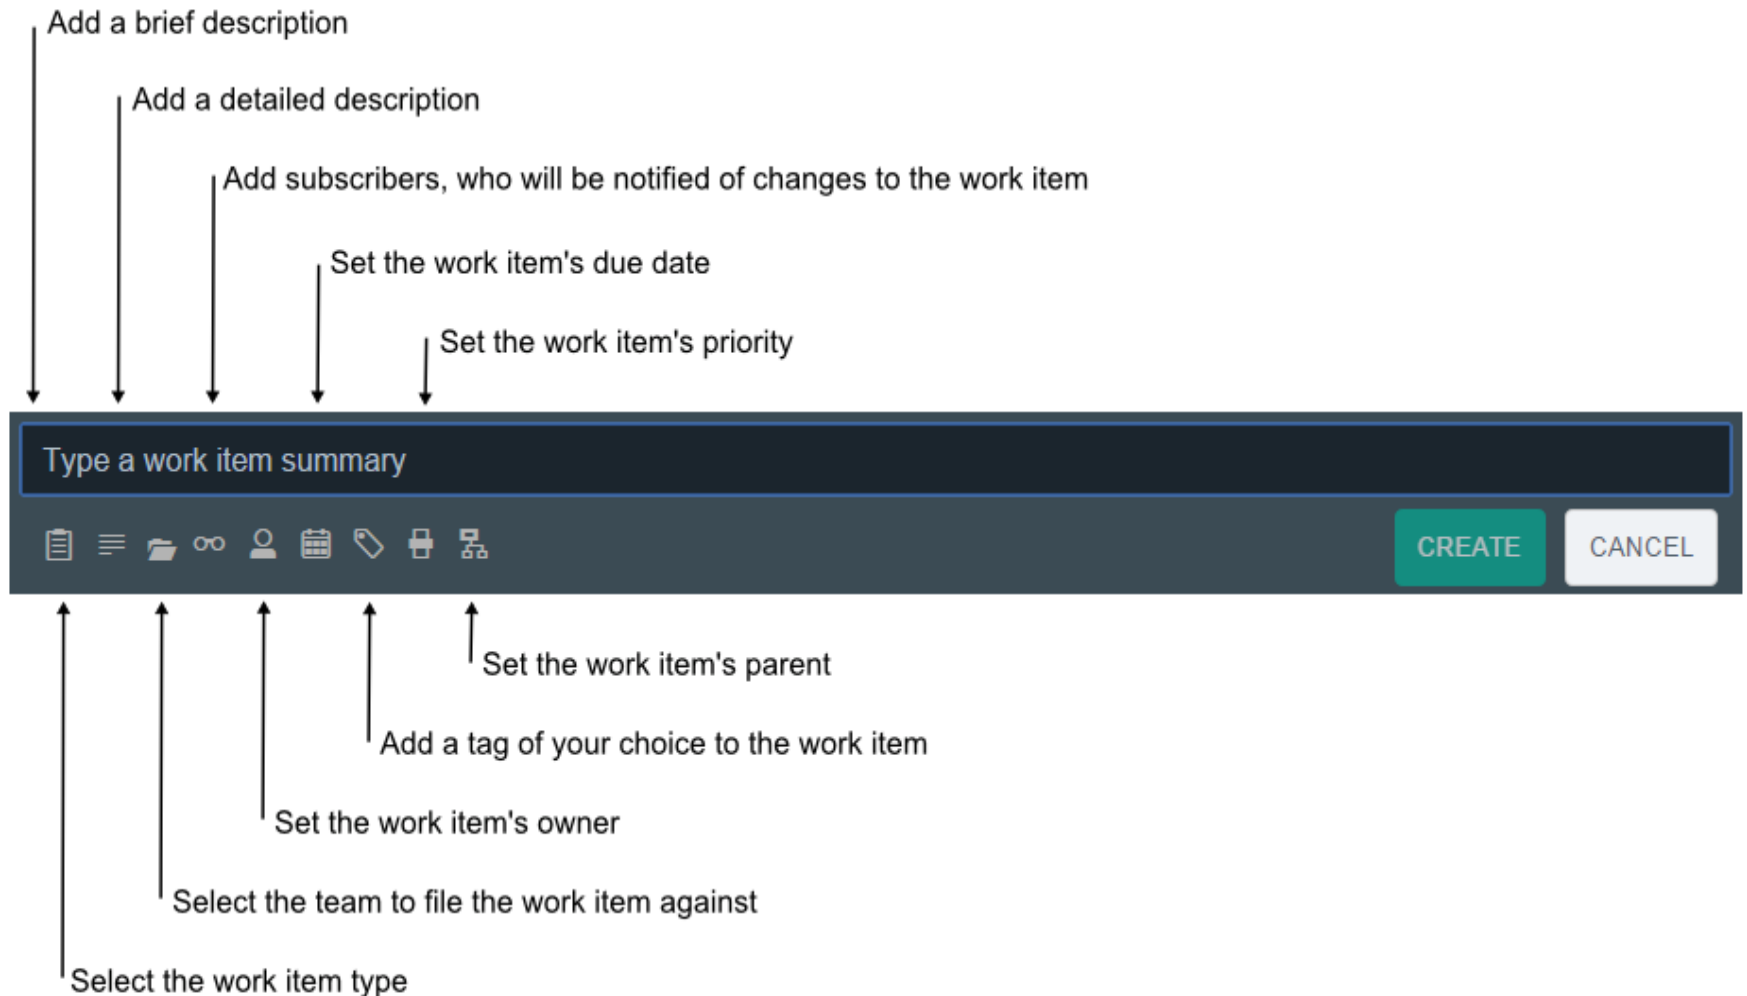 Add a brief description
Add a detailed description
Add subscribers, who will be notified of changes to the work item
Set the work item's due date
Set the work item's priority
Type a work item summary
CREATE
CANCEL
Set the work item's parent
Add a tag of your choice to the work item
Set the work item's owner
Select the team to file the work item against
Select the work item type